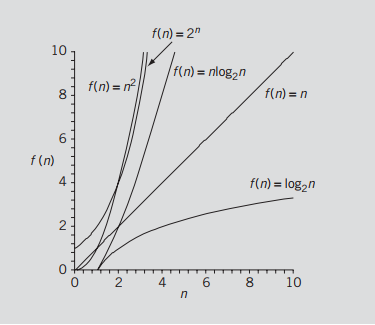 f(n) = 2ⁿ
10
f(n) = n²
f(n) = nlog₂n
8
f(n) = n
6
f(n)
4
f(n) = log₂n
2
0
0 2 4 6 8 10
n